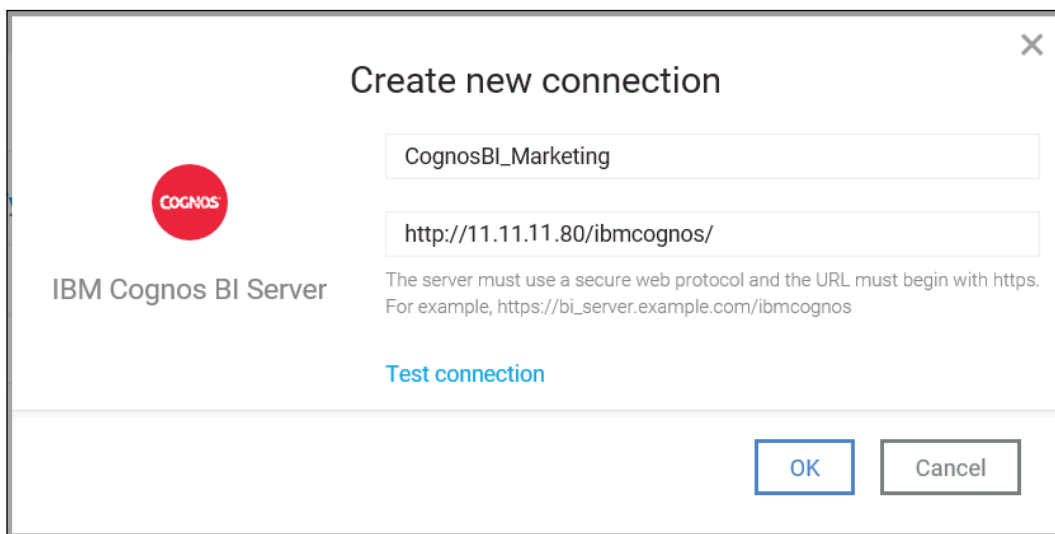 Create new connection
COGNOS
IBM Cognos BI Server
CognosBI_Marketing
http://11.11.11.80/ibmcognos/
The server must use a secure web protocol and the URL must begin with https.
For example, https://bi_server.example.com/ibmcognos
Test connection
OK
Cancel